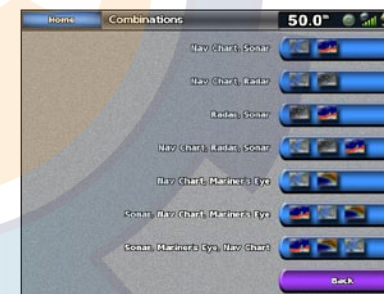 Home
Combinations
50.0°
Nav Chart, Sonar
Nav Chart, Radar
Radar, Sonar
Nav Chart, Radar, Sonar
Nav Chart, Mariner's Eye
Sonar, Nav Chart, Mariner's Eye
Sonar, Mariner's Eye, Nav Chart
Back